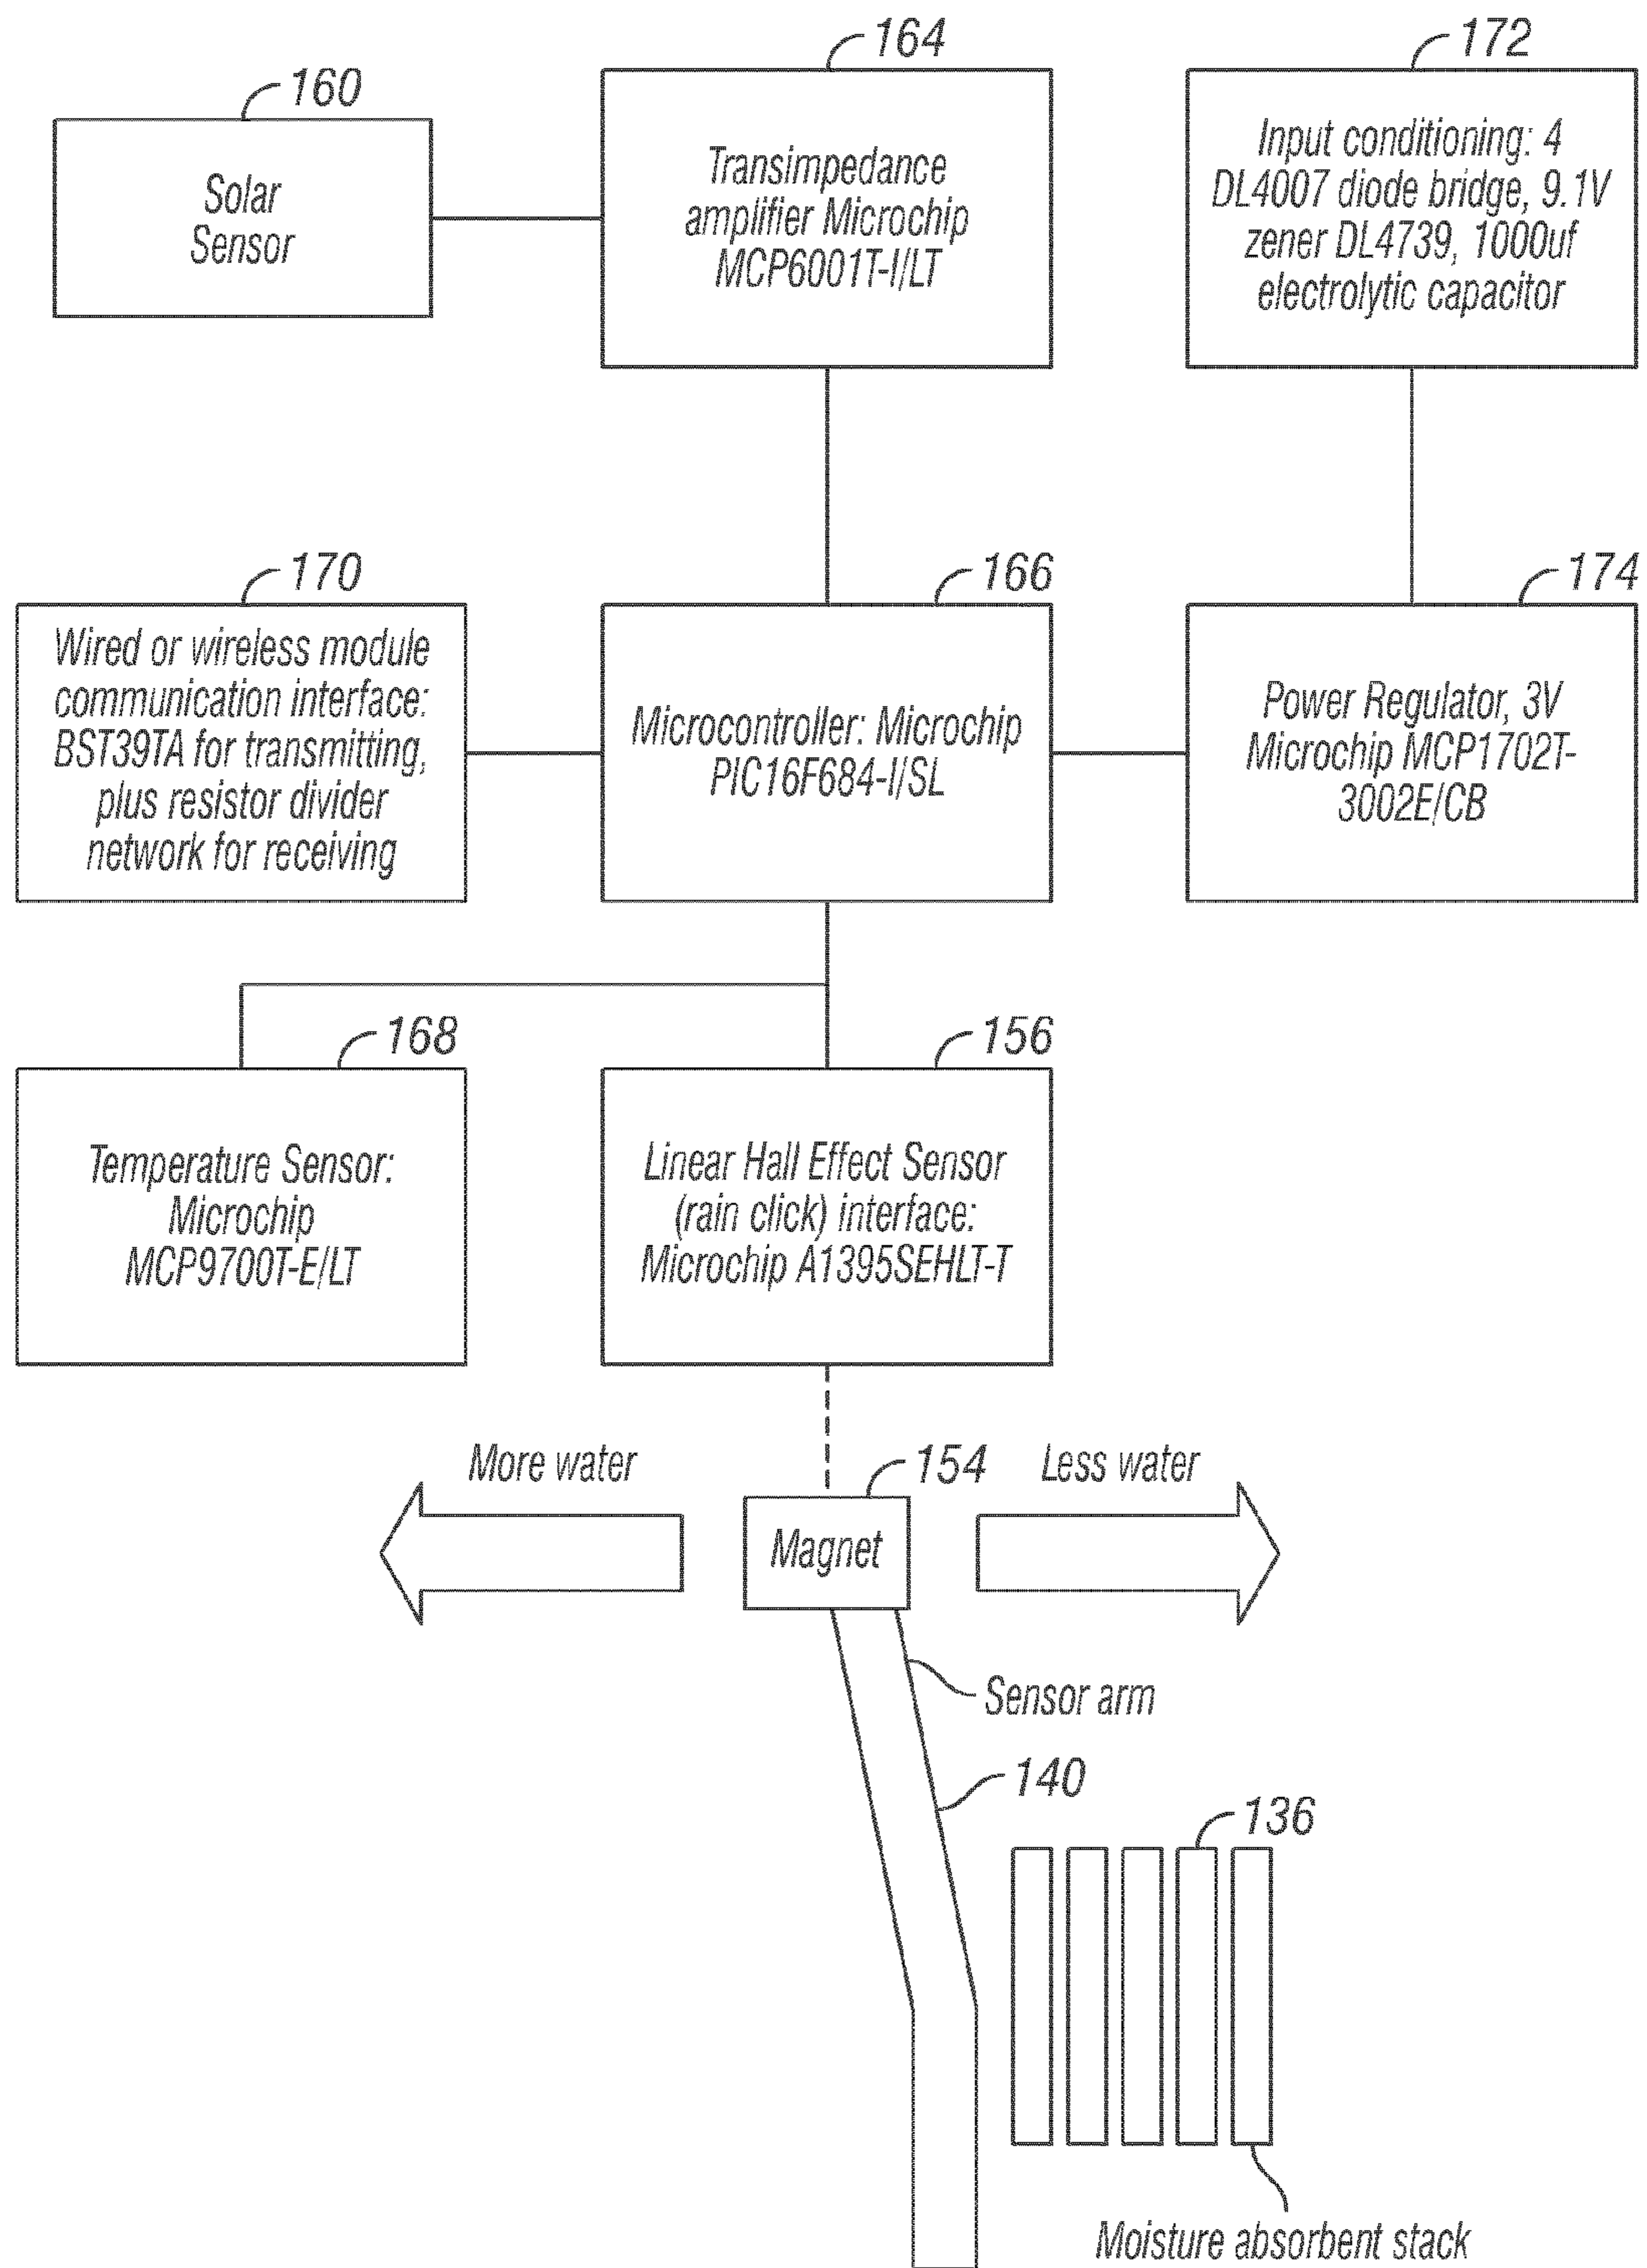 164
172
160
Solar
Sensor
Transimpedance
amplifier Microchip
MCP6001T-I/LT
Input conditioning: 4
DL4007 diode bridge, 9.1V
zener DL4739, 1000uf
electrolytic capacitor
170
166
174
Wired or wireless module
communication interface:
BST39TA for transmitting,
plus resistor divider
network for receiving
Microcontroller: Microchip
PIC16F684-I/SL
Power Regulator, 3V
Microchip MCP1702T-
3002E/CB
168
156
Temperature Sensor:
Microchip
MCP9700T-E/LT
Linear Hall Effect Sensor
(rain click) interface:
Microchip A1395SEHLT-T
More water
154
Less water
Magnet
Sensor arm
140
136
Moisture absorbent stack